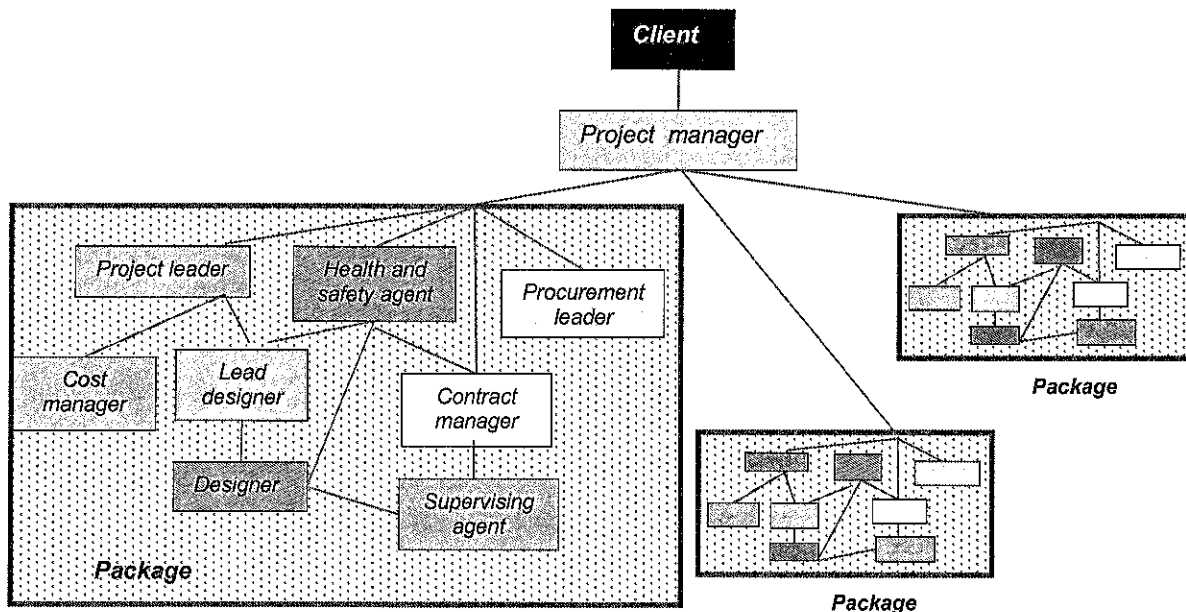 Client
Project manager
Project leader
Health and
safety agent
Procurement
leader
Cost
manager
Lead
designer
Contract
manager
Designer
Supervising
agent
Package
Package
Package